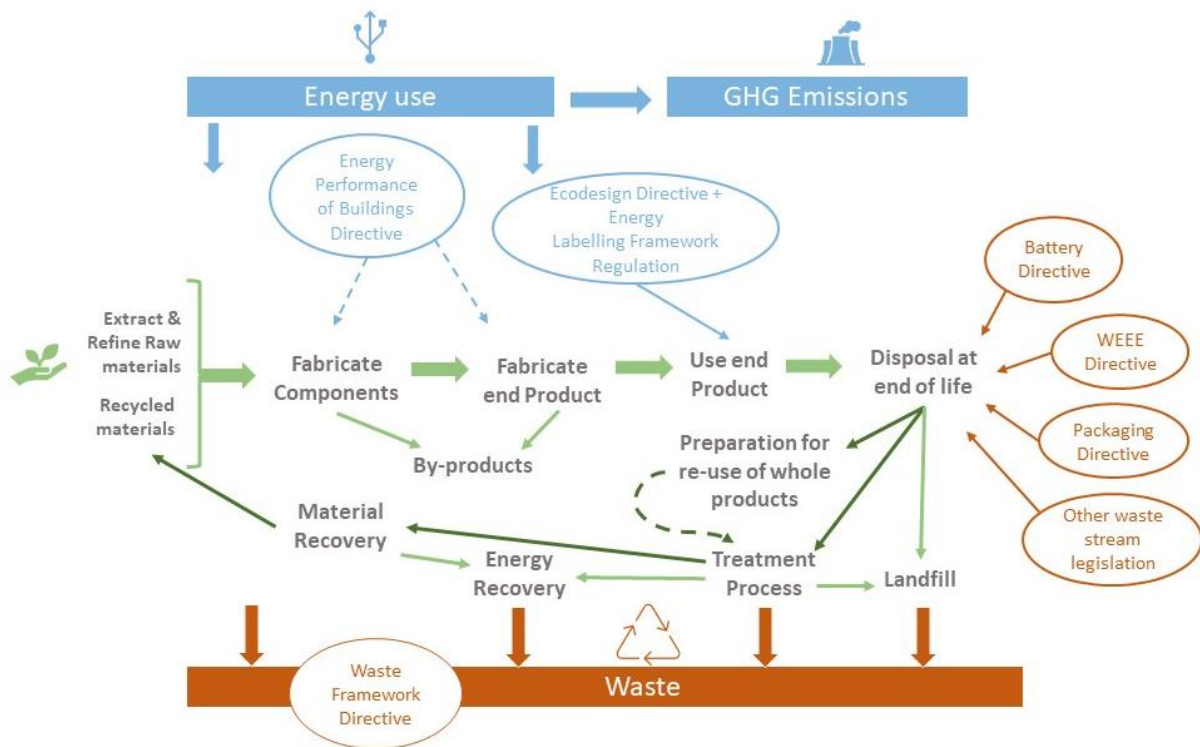 Energy use
GHG Emissions
Energy
Performance
of Buildings
Directive
Ecodesign Directive +
Energy
Labelling Framework
Regulation
Battery
Directive
Extract &
Refine Raw
materials
Recycled
materials
Fabricate
Components
Fabricate
end Product
Use end
Product
Disposal at
end of life
WEEE
Directive
Packaging
Directive
Other waste
stream
legislation
By-products
Preparation for
re-use of whole
products
Material
Recovery
Energy
Recovery
Treatment
Process
Landfill
Waste
Framework
Directive
Waste